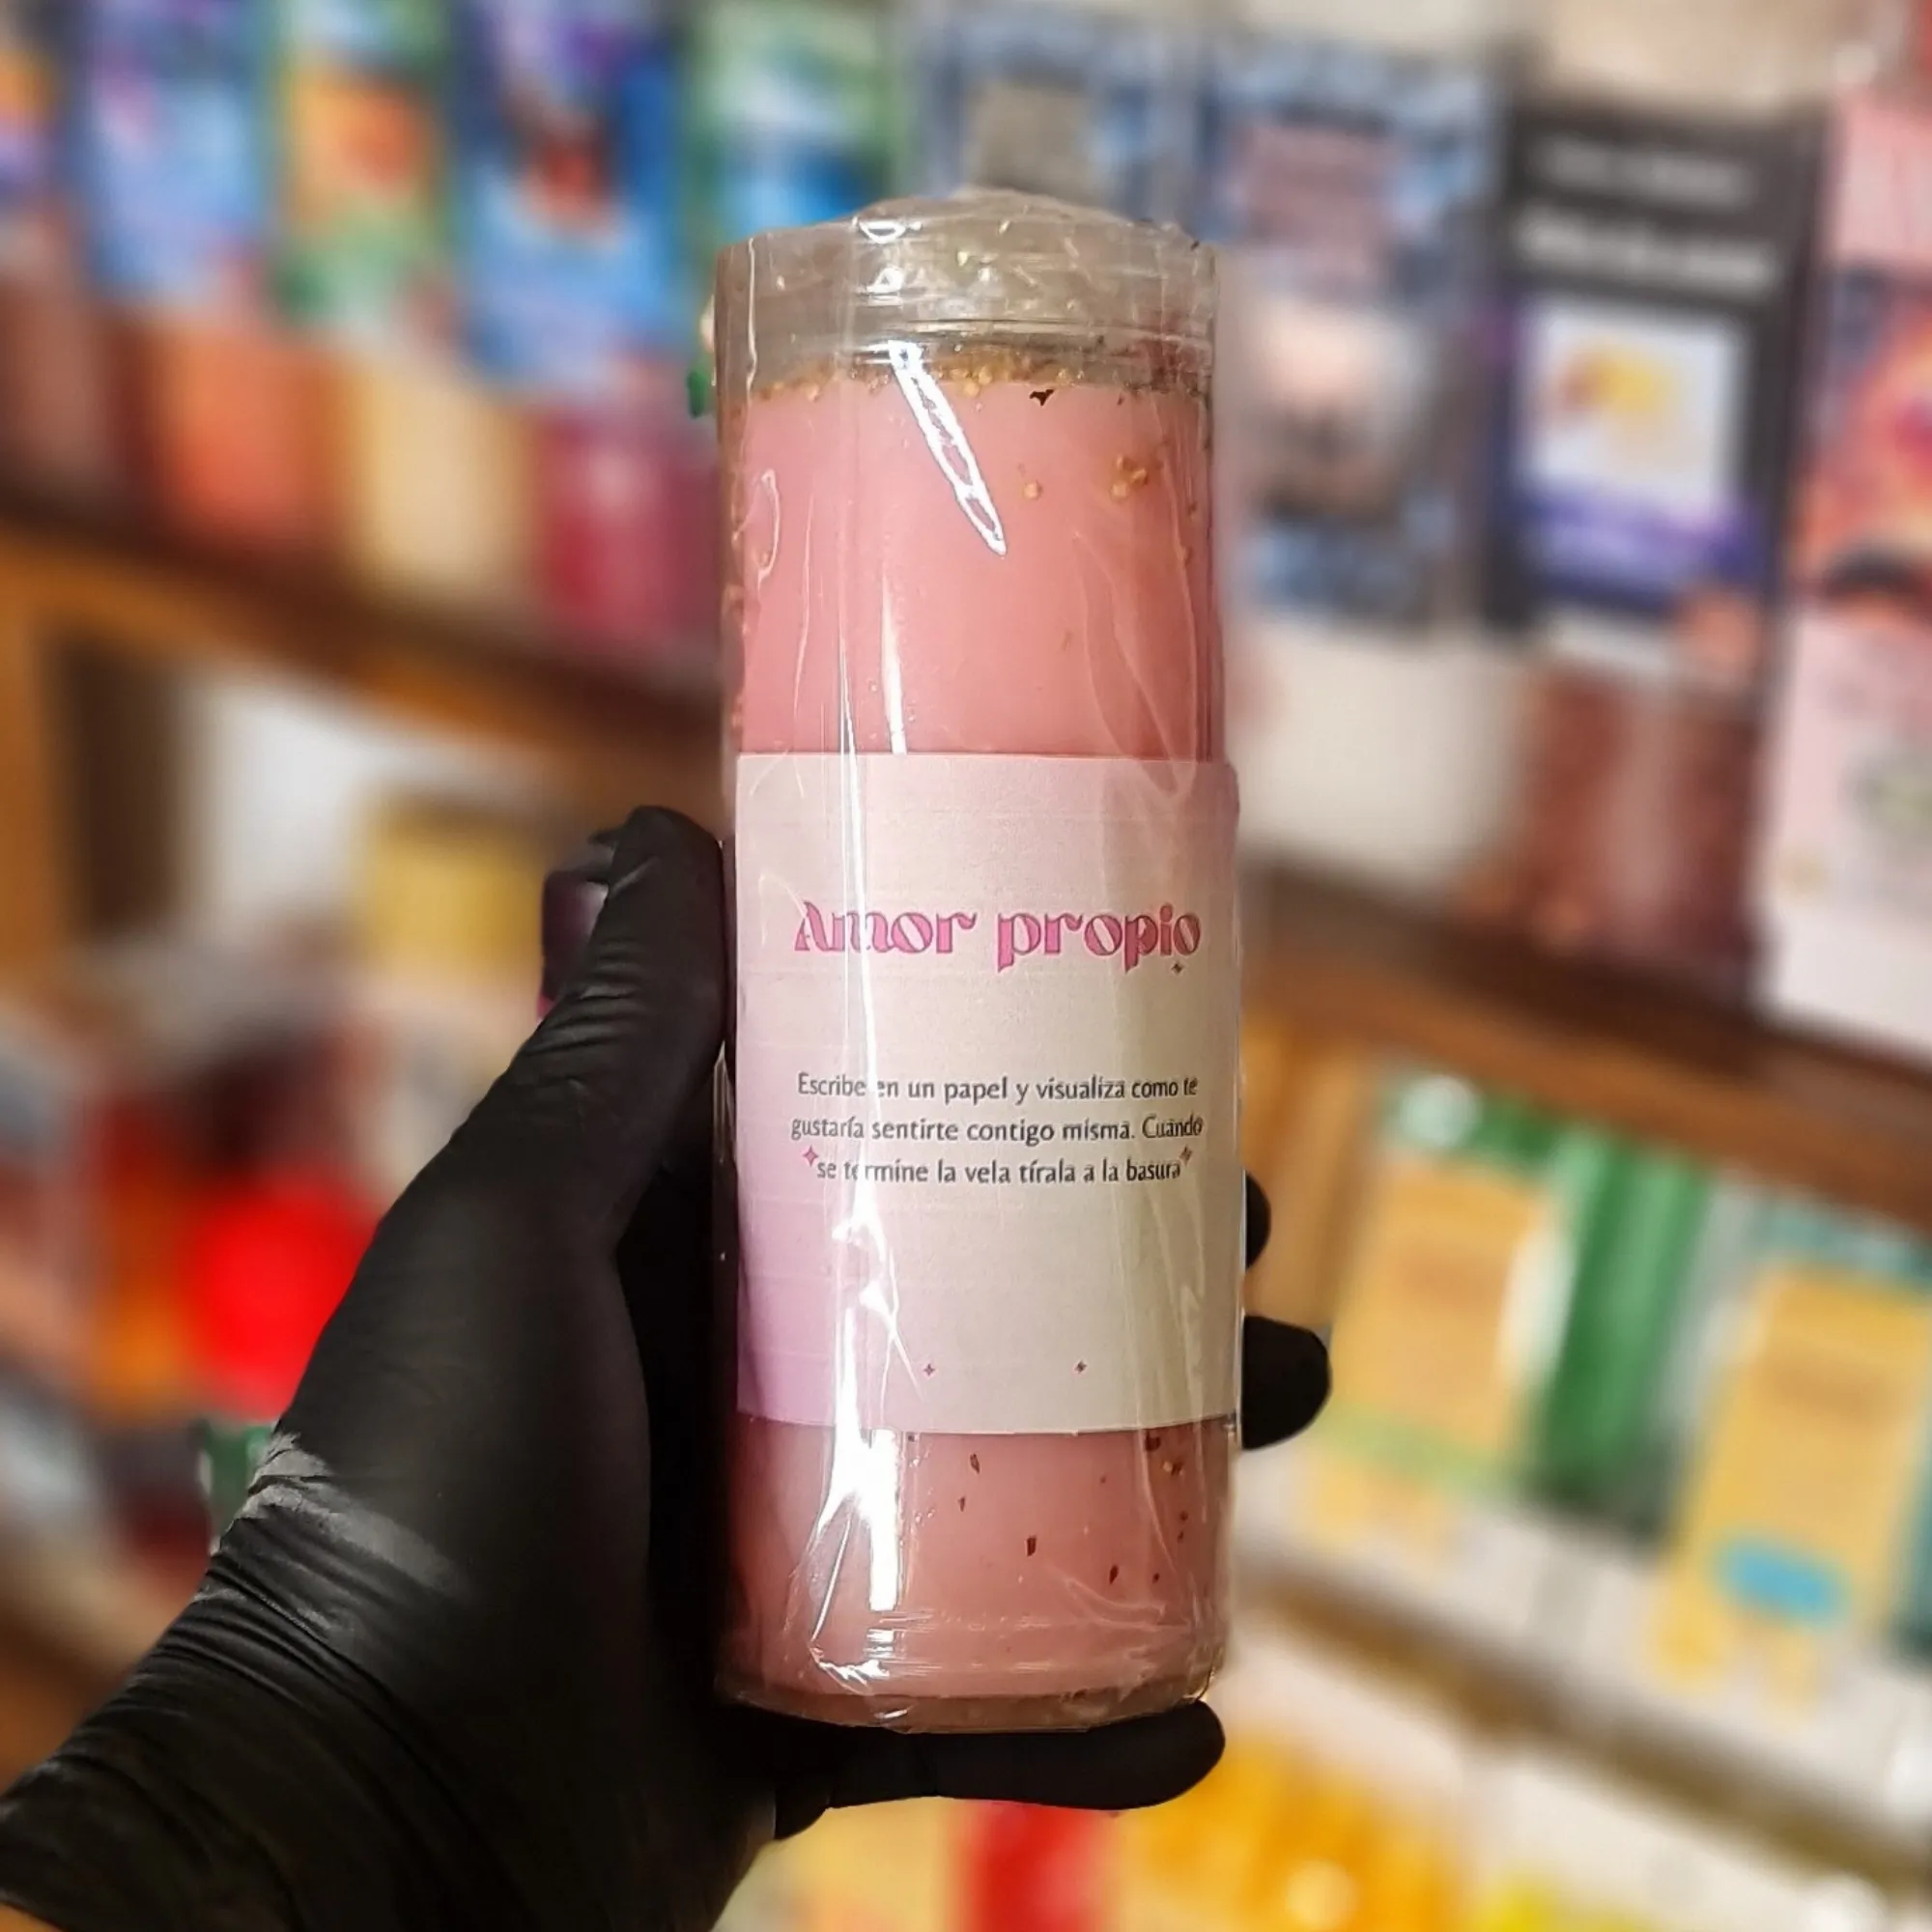 Amor propio
Escribe en un papel y visualiza como te
gustaría sentirte contigo misma. Cuando
se termine la vela tírala a la basura